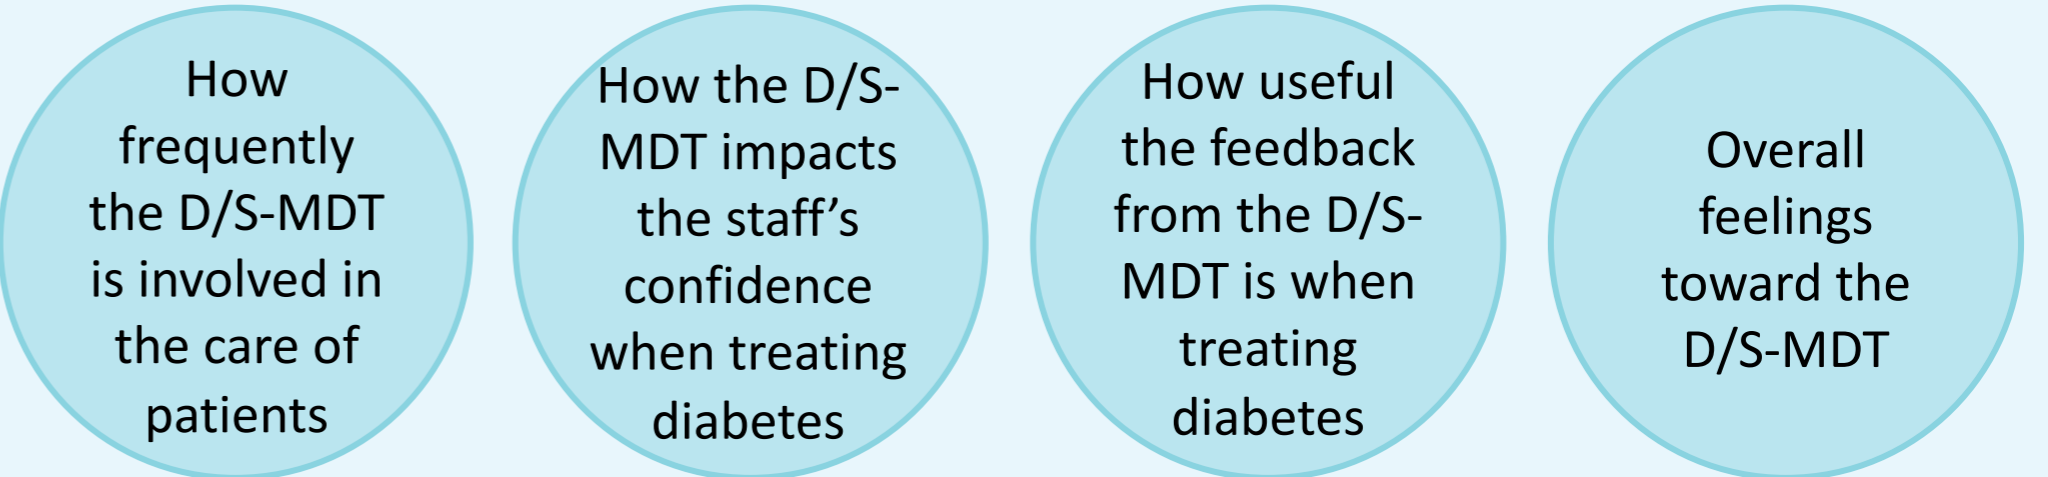 How
frequently
the D/S-MDT
is involved in
the care of
patients
How the D/S-
MDT impacts
the staff’s
confidence
when treating
diabetes
How useful
the feedback
from the D/S-
MDT is when
treating
diabetes
Overall
feelings
toward the
D/S-MDT